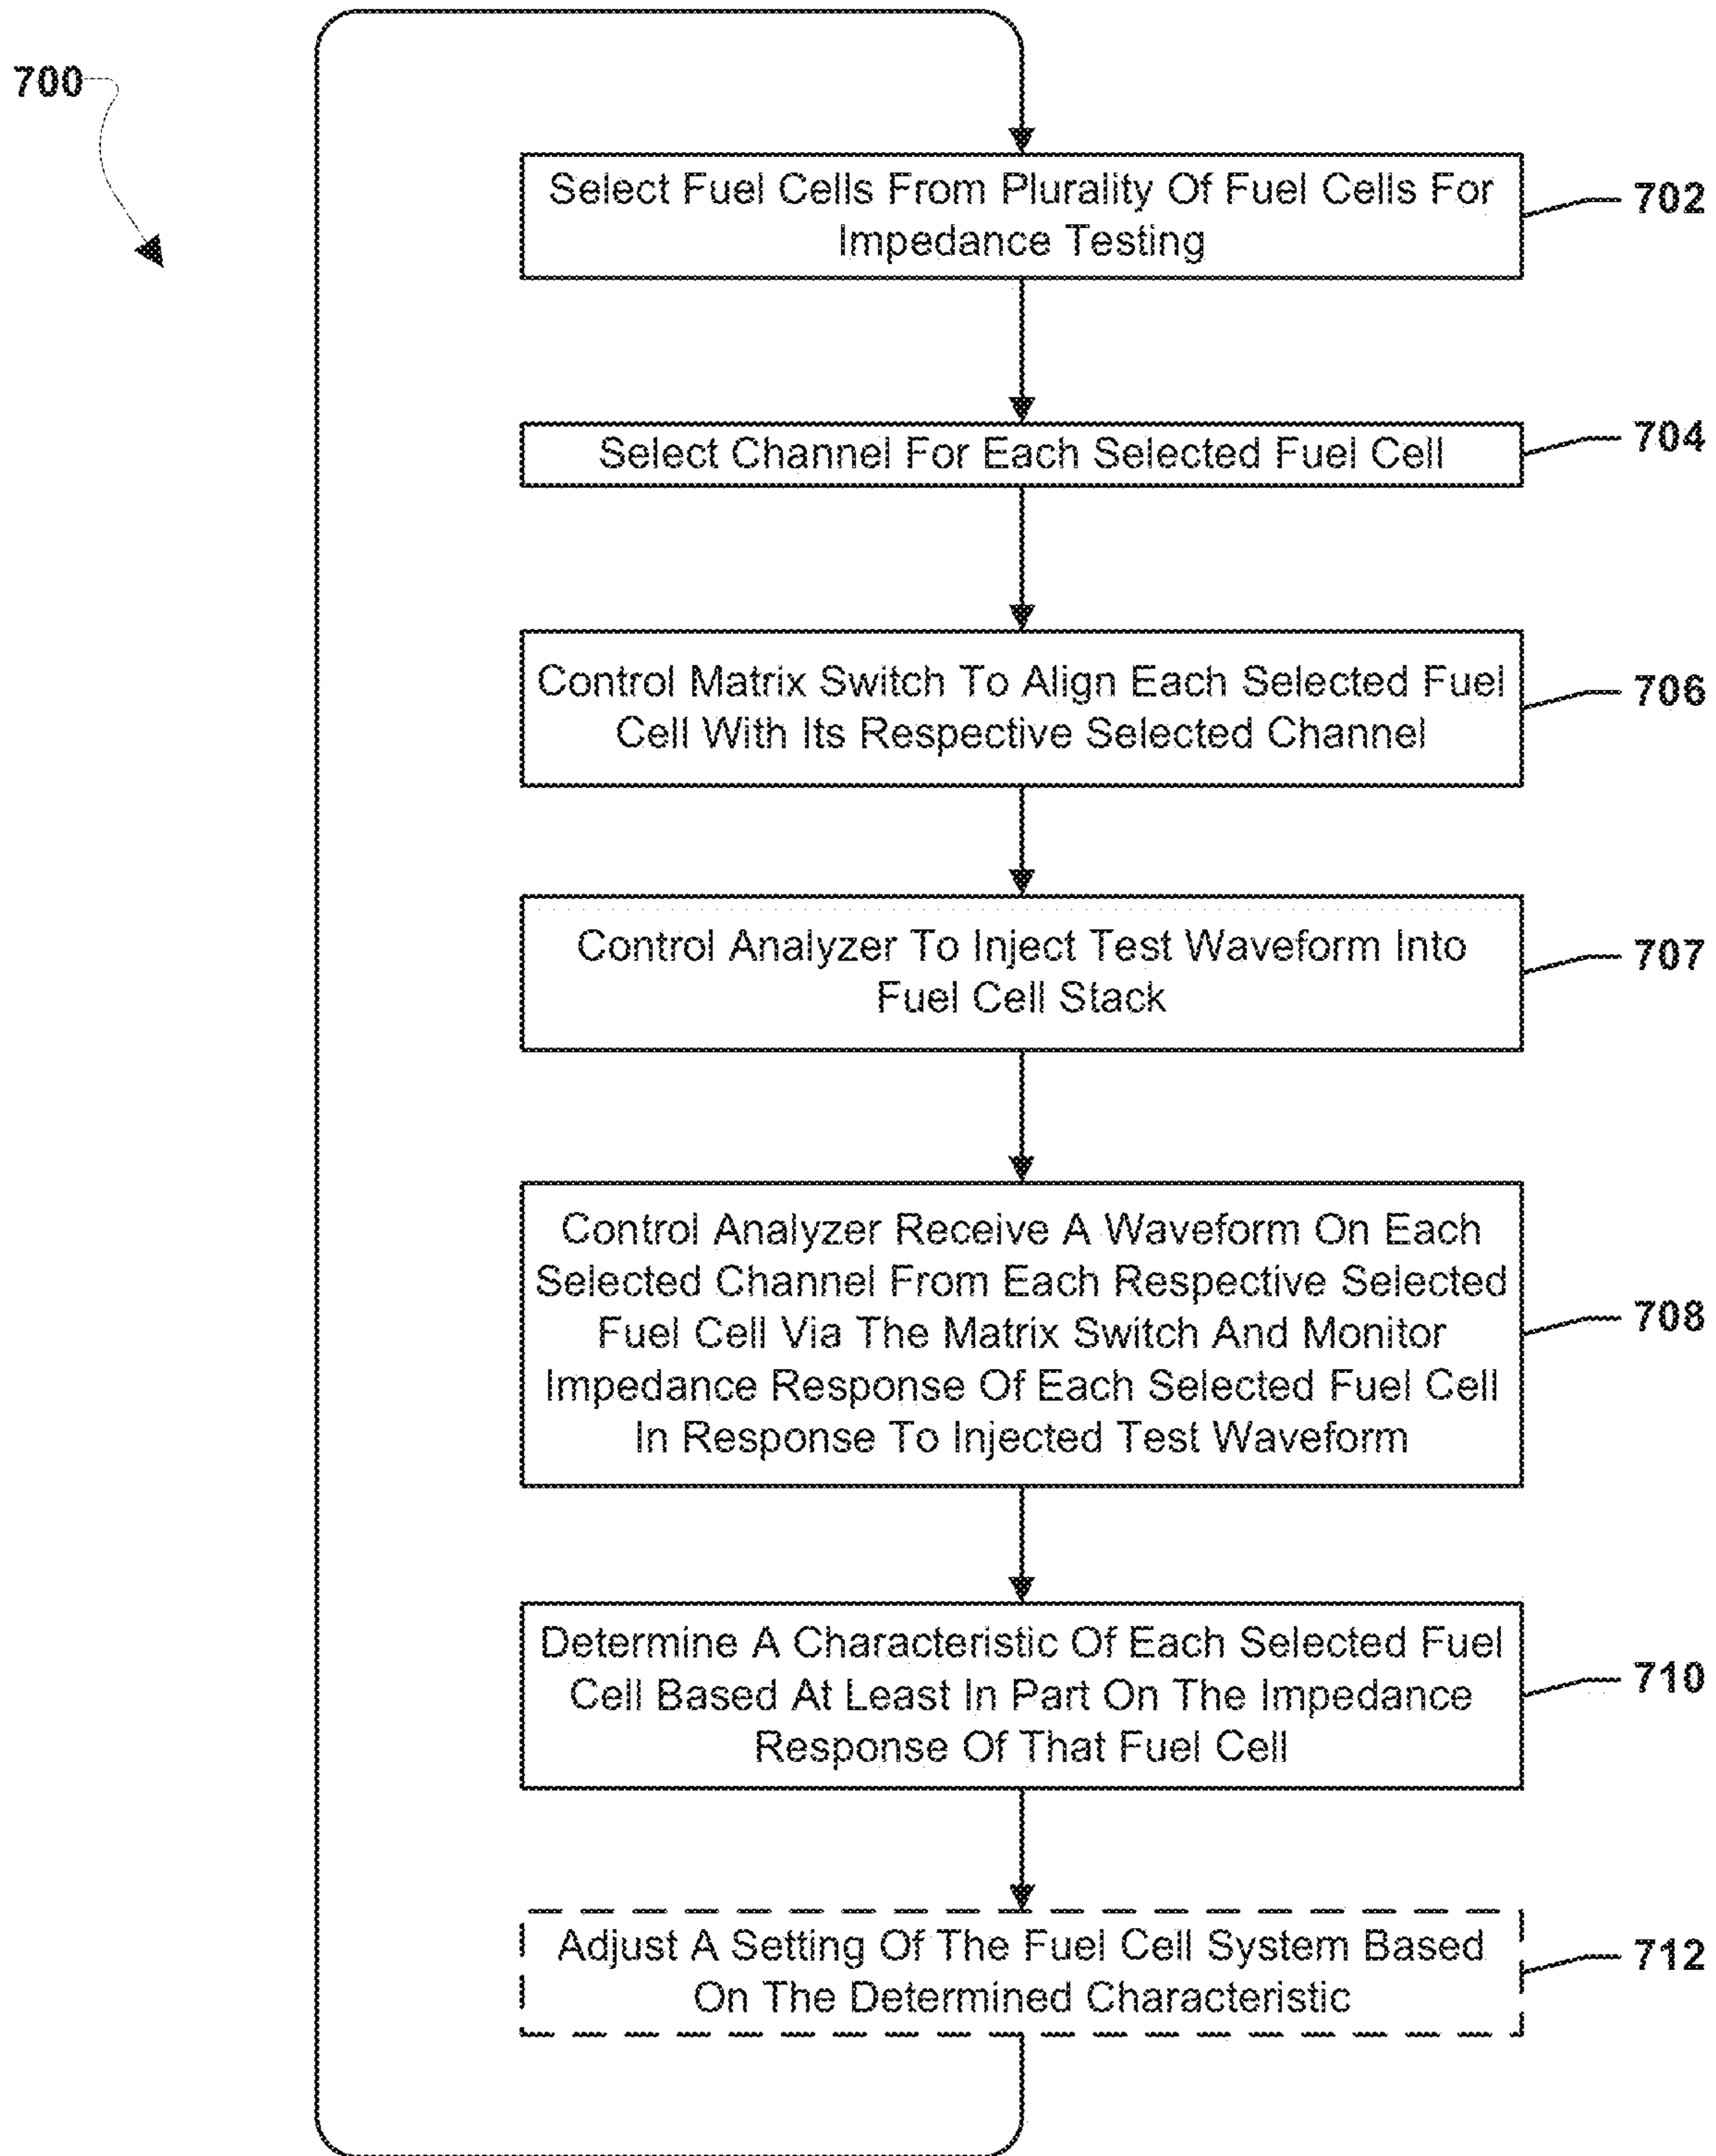 700
Select Fuel Cells From Plurality Of Fuel Cells For
Impedance Testing
702
Select Channel For Each Selected Fuel Cell
704
Control Matrix Switch To Align Each Selected Fuel
Cell With Its Respective Selected Channel
706
Control Analyzer To Inject Test Waveform Into
Fuel Cell Stack
707
Control Analyzer Receive A Waveform On Each
Selected Channel From Each Respective Selected
Fuel Cell Via The Matrix Switch And Monitor
Impedance Response Of Each Selected Fuel Cell
In Response To Injected Test Waveform
708
Determine A Characteristic Of Each Selected Fuel
Cell Based At Least In Part On The Impedance
Response Of That Fuel Cell
710
Adjust A Setting Of The Fuel Cell System Based
On The Determined Characteristic
712